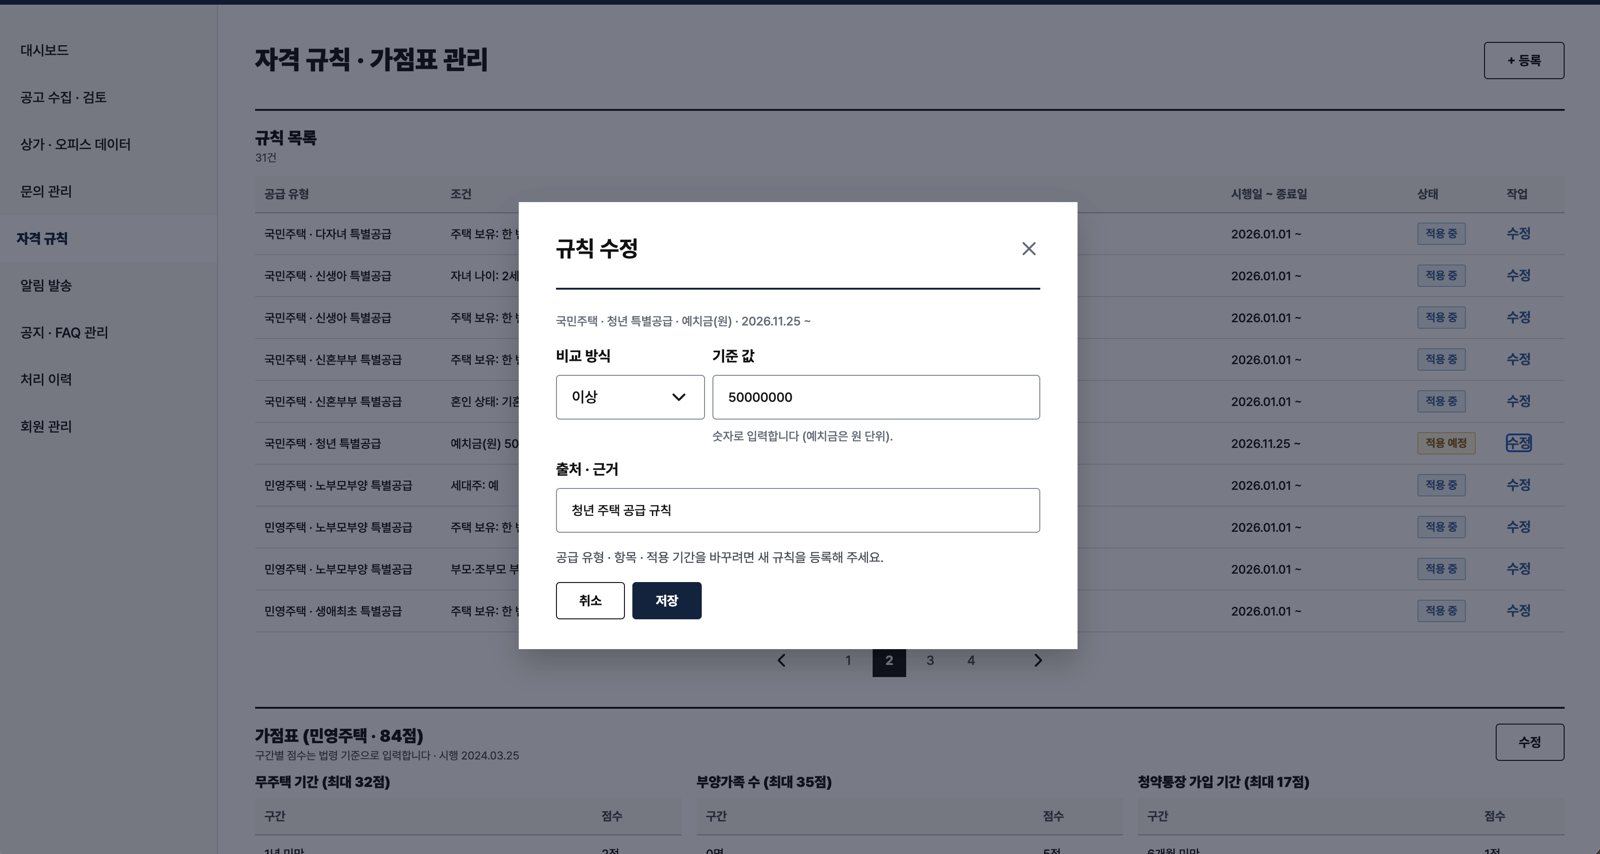 대시보드
공고 수집 · 검토
상가 · 오피스 데이터
문의 관리
자격 규칙
알림 발송
공지 · FAQ 관리
처리 이력
회원 관리
자격 규칙 · 가점표 관리
+ 등록
규칙 목록
31건
공급 유형 조건 시행일 ~ 종료일 상태 작업
국민주택 · 다자녀 특별공급 주택 보유: 한 2026.01.01 ~ 적용 중 수정
국민주택 · 신생아 특별공급 자녀 나이: 2세 2026.01.01 ~ 적용 중 수정
국민주택 · 신생아 특별공급 주택 보유: 한 2026.01.01 ~ 적용 중 수정
국민주택 · 신혼부부 특별공급 주택 보유: 한 2026.01.01 ~ 적용 중 수정
국민주택 · 신혼부부 특별공급 혼인 상태: 기혼 2026.01.01 ~ 적용 중 수정
국민주택 · 청년 특별공급 예치금(원) 50 2026.11.25 ~ 적용 예정 수정
민영주택 · 노부모부양 특별공급 세대주: 예 2026.01.01 ~ 적용 중 수정
민영주택 · 노부모부양 특별공급 주택 보유: 한 2026.01.01 ~ 적용 중 수정
민영주택 · 노부모부양 특별공급 부모·조부모 부 2026.01.01 ~ 적용 중 수정
민영주택 · 생애최초 특별공급 주택 보유: 한 2026.01.01 ~ 적용 중 수정
1 2 3 4
규칙 수정
국민주택 · 청년 특별공급 · 예치금(원) · 2026.11.25 ~
비교 방식 기준 값
이상 50000000
숫자로 입력합니다 (예치금은 원 단위).
출처 · 근거
청년 주택 공급 규칙
공급 유형 · 항목 · 적용 기간을 바꾸려면 새 규칙을 등록해 주세요.
취소 저장
가점표 (민영주택 · 84점)
구간별 점수는 법령 기준으로 입력합니다 · 시행 2024.03.25
수정
무주택 기간 (최대 32점) 부양가족 수 (최대 35점) 청약통장 가입 기간 (최대 17점)
구간 점수 구간 점수 구간 점수
1년 미만 2점 0명 5점 6개월 미만 1점